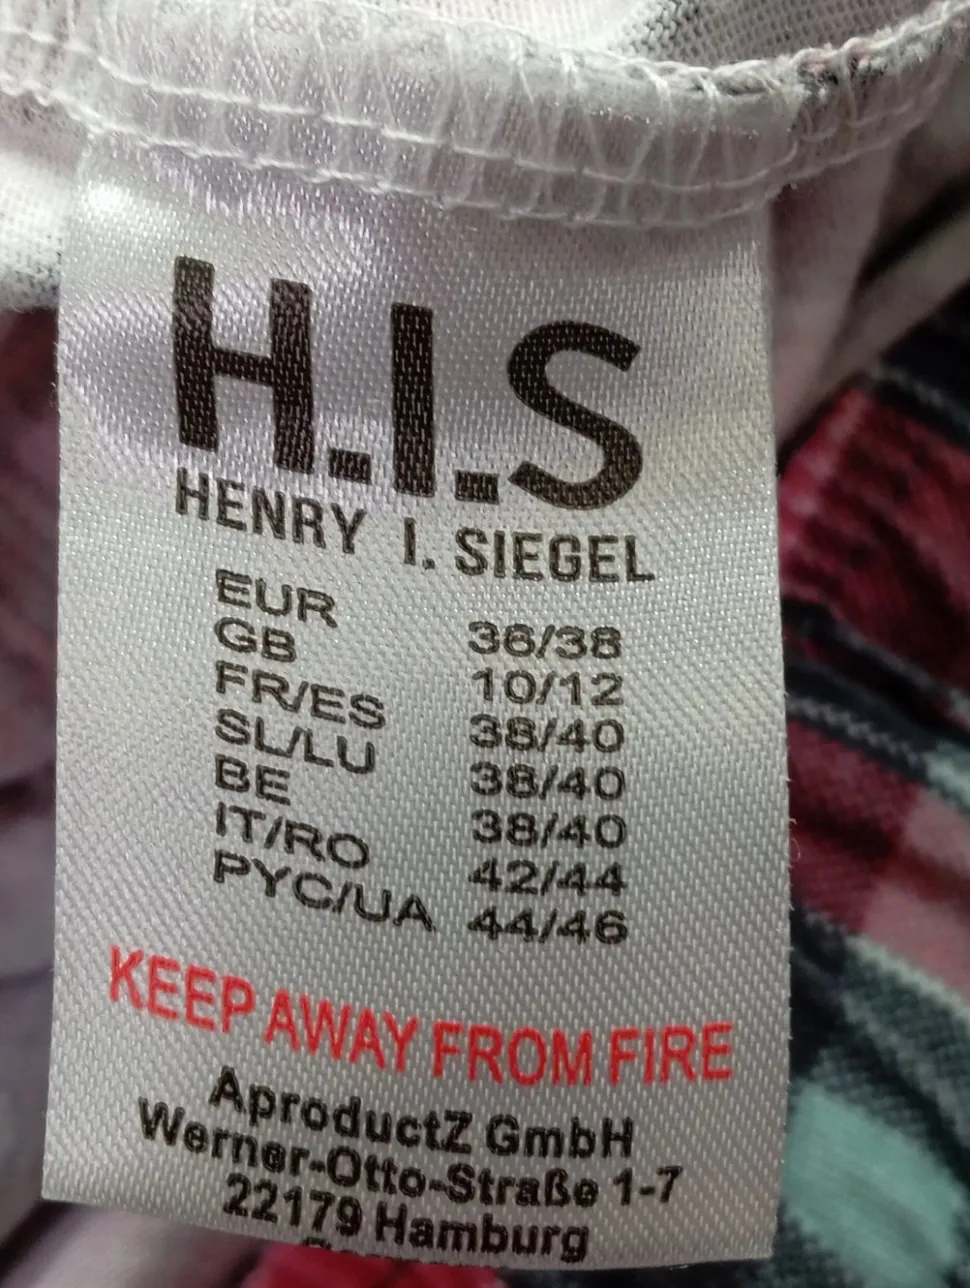 H.I.S
HENRY I. SIEGEL
EUR 36/38
GB 10/12
FR/ES 38/40
SL/LU 38/40
BE 38/40
IT/RO 42/44
PYC/UA 44/46
KEEP AWAY FROM FIRE
AproductZ GmbH
Werner-Otto-Straße 1-7
22179 Hamburg